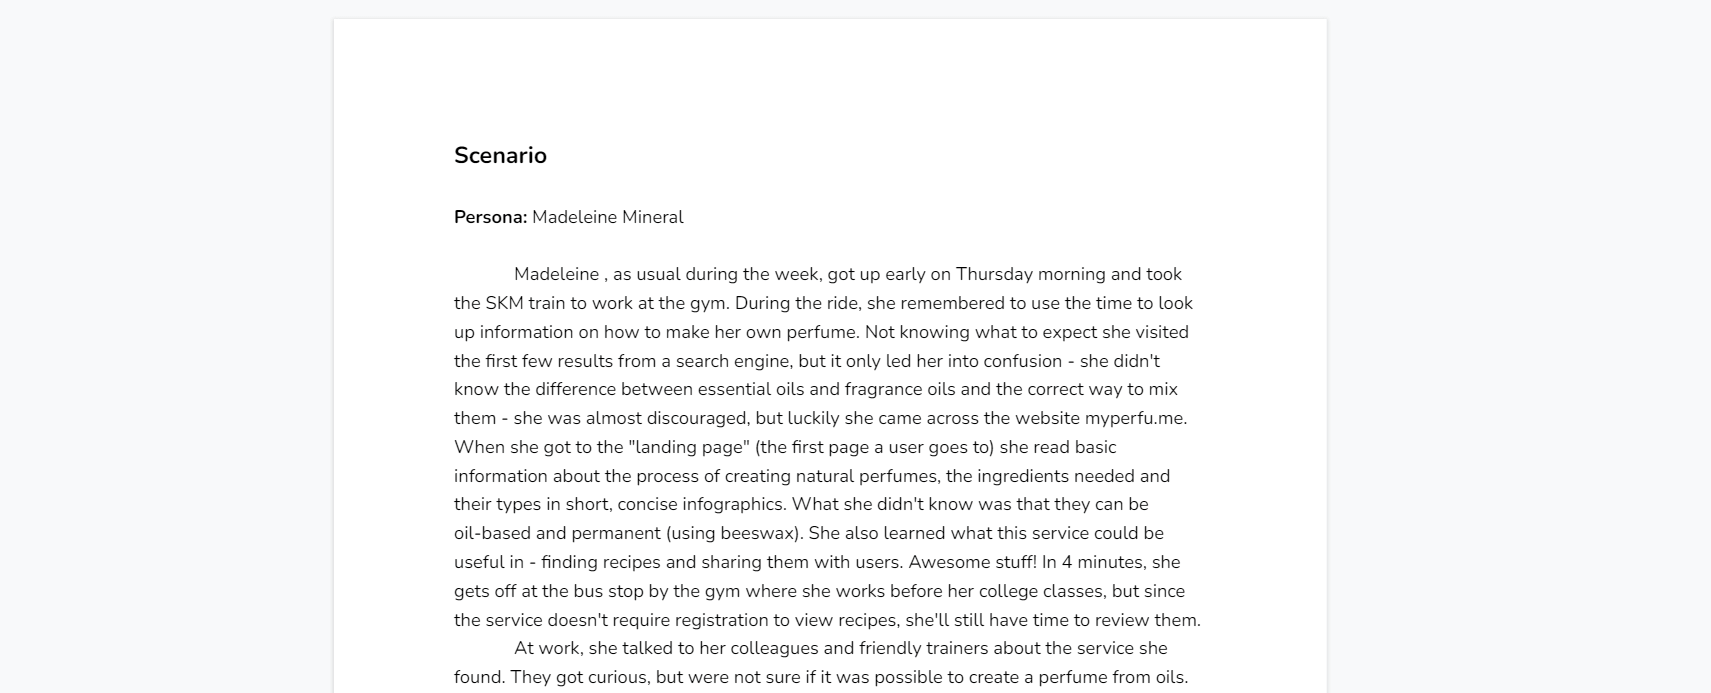 Scenario
Persona: Madeleine Mineral
Madeleine , as usual during the week, got up early on Thursday morning and took
the SKM train to work at the gym. During the ride, she remembered to use the time to look
up information on how to make her own perfume. Not knowing what to expect she visited
the first few results from a search engine, but it only led her into confusion - she didn't
know the difference between essential oils and fragrance oils and the correct way to mix
them - she was almost discouraged, but luckily she came across the website myperfu.me.
When she got to the "landing page" (the first page a user goes to) she read basic
information about the process of creating natural perfumes, the ingredients needed and
their types in short, concise infographics. What she didn't know was that they can be
oil-based and permanent (using beeswax). She also learned what this service could be
useful in - finding recipes and sharing them with users. Awesome stuff! In 4 minutes, she
gets off at the bus stop by the gym where she works before her college classes, but since
the service doesn't require registration to view recipes, she'll still have time to review them.
At work, she talked to her colleagues and friendly trainers about the service she
found. They got curious, but were not sure if it was possible to create a perfume from oils.